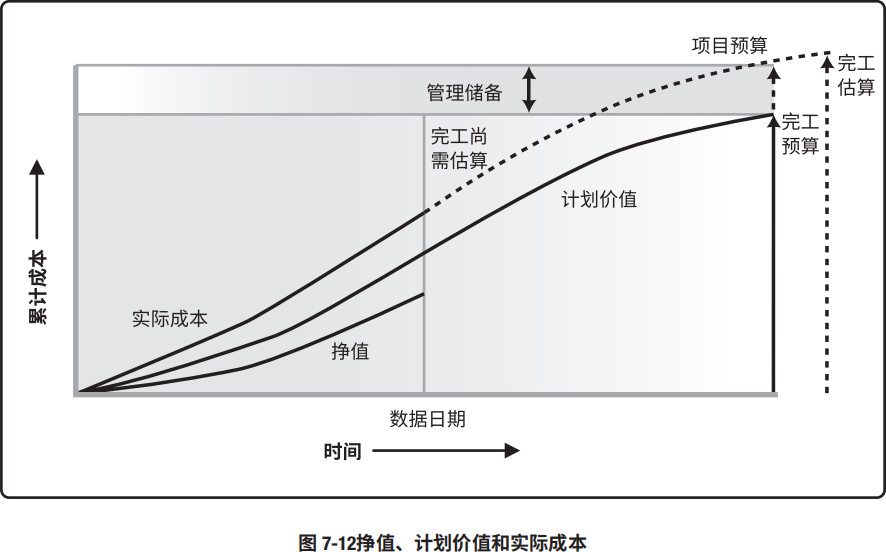 项目预算
完工
估算
管理储备
完工尚
需估算
完工
预算
计划价值
累计成本
实际成本
挣值
数据日期
时间
图 7-12挣值、计划价值和实际成本